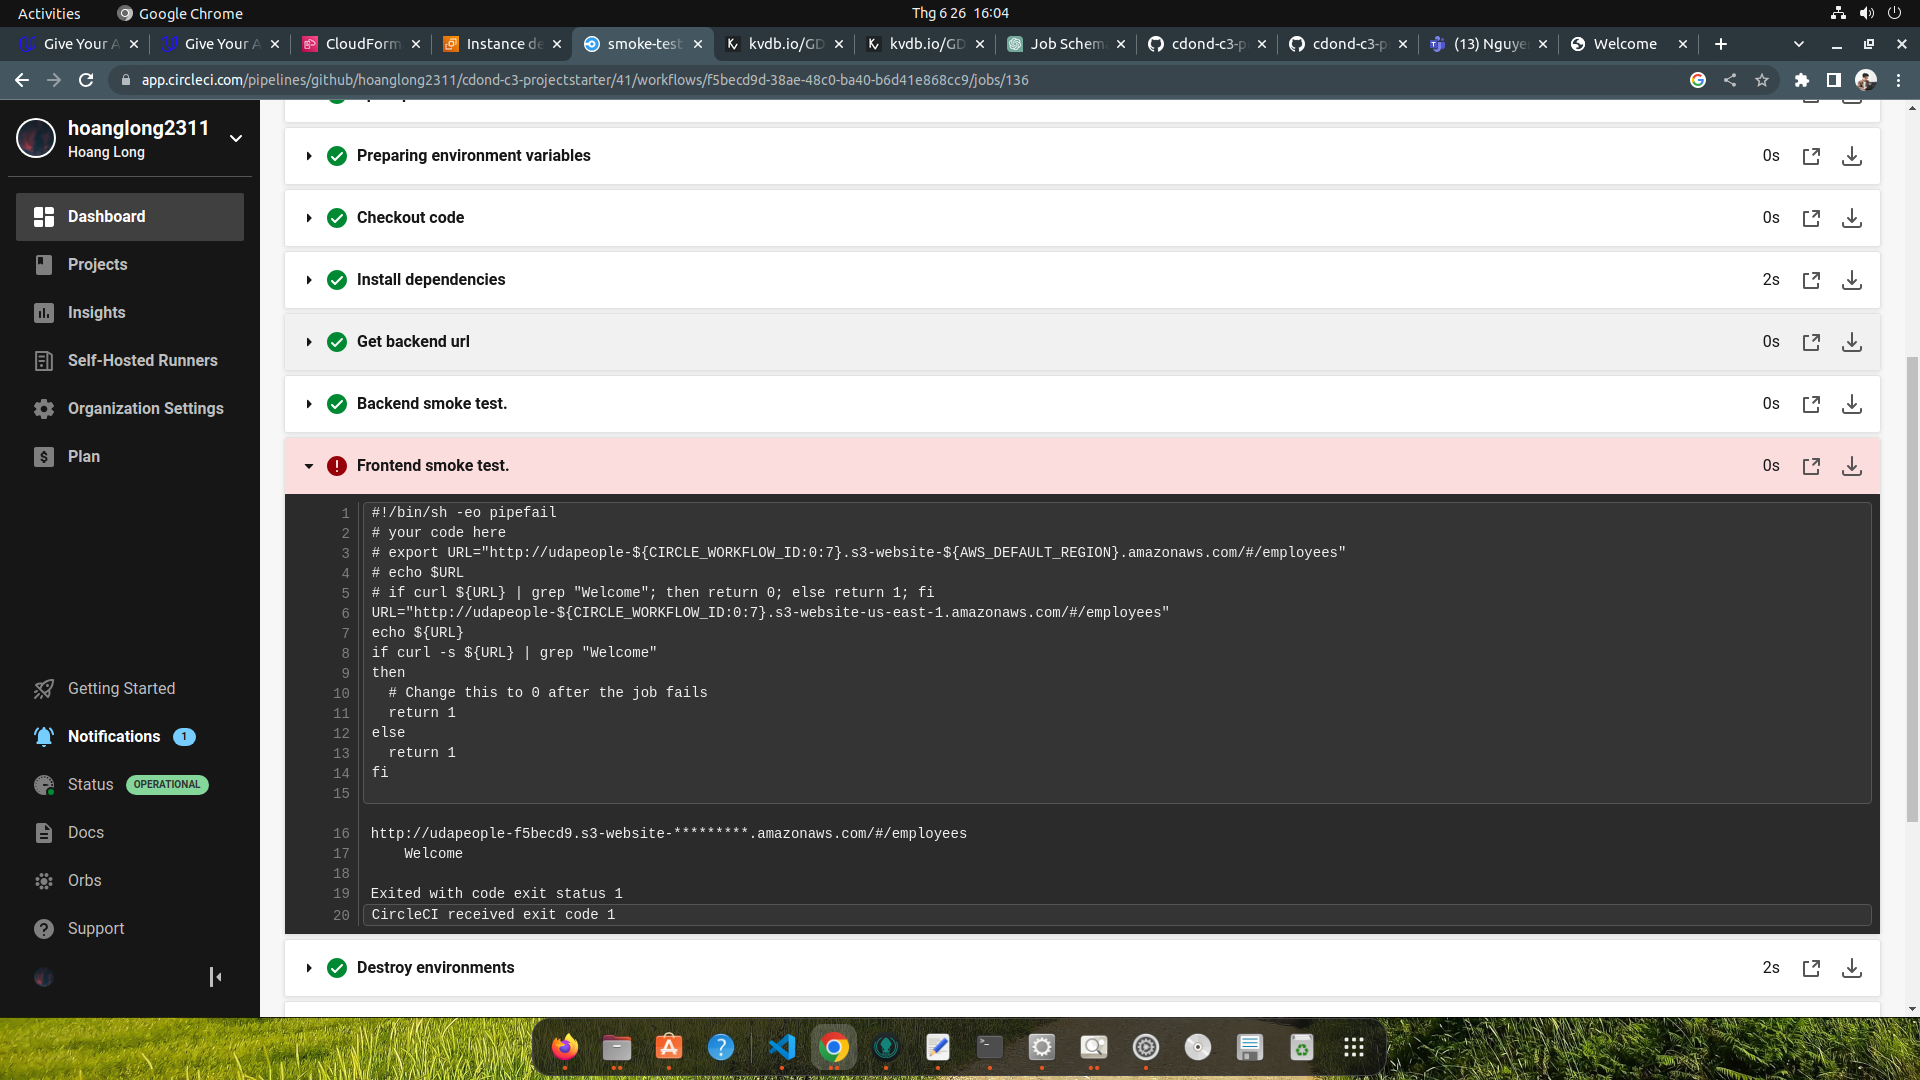 Activities
Google Chrome
Thg 6 26 16:04
Give Your A
Give Your A
CloudForm
Instance de
smoke-test
kvdb.io/GD
kvdb.io/GD
Job Schem
cdond-c3-p
cdond-c3-p
(13) Nguye
Welcome
app.circleci.com/pipelines/github/hoanglong2311/cdond-c3-projectstarter/41/workflows/f5becd9d-38ae-48c0-ba40-b6d41e868cc9/jobs/136
hoanglong2311
Hoang Long
Dashboard
Projects
Insights
Self-Hosted Runners
Organization Settings
Plan
Getting Started
Notifications 1
Status OPERATIONAL
Docs
Orbs
Support
Preparing environment variables 0s
Checkout code 0s
Install dependencies 2s
Get backend url 0s
Backend smoke test. 0s
Frontend smoke test. 0s
1 #!/bin/sh -eo pipefail
2 # your code here
3 # export URL="http://udapeople-${CIRCLE_WORKFLOW_ID:0:7}.s3-website-${AWS_DEFAULT_REGION}.amazonaws.com/#/employees"
4 # echo $URL
5 # if curl ${URL} | grep "Welcome"; then return 0; else return 1; fi
6 URL="http://udapeople-${CIRCLE_WORKFLOW_ID:0:7}.s3-website-us-east-1.amazonaws.com/#/employees"
7 echo ${URL}
8 if curl -s ${URL} | grep "Welcome"
9 then
10   # Change this to 0 after the job fails
11   return 1
12 else
13   return 1
14 fi
15
16 http://udapeople-f5becd9.s3-website-*********.amazonaws.com/#/employees
17     Welcome
18
19 Exited with code exit status 1
20 CircleCI received exit code 1
Destroy environments 2s